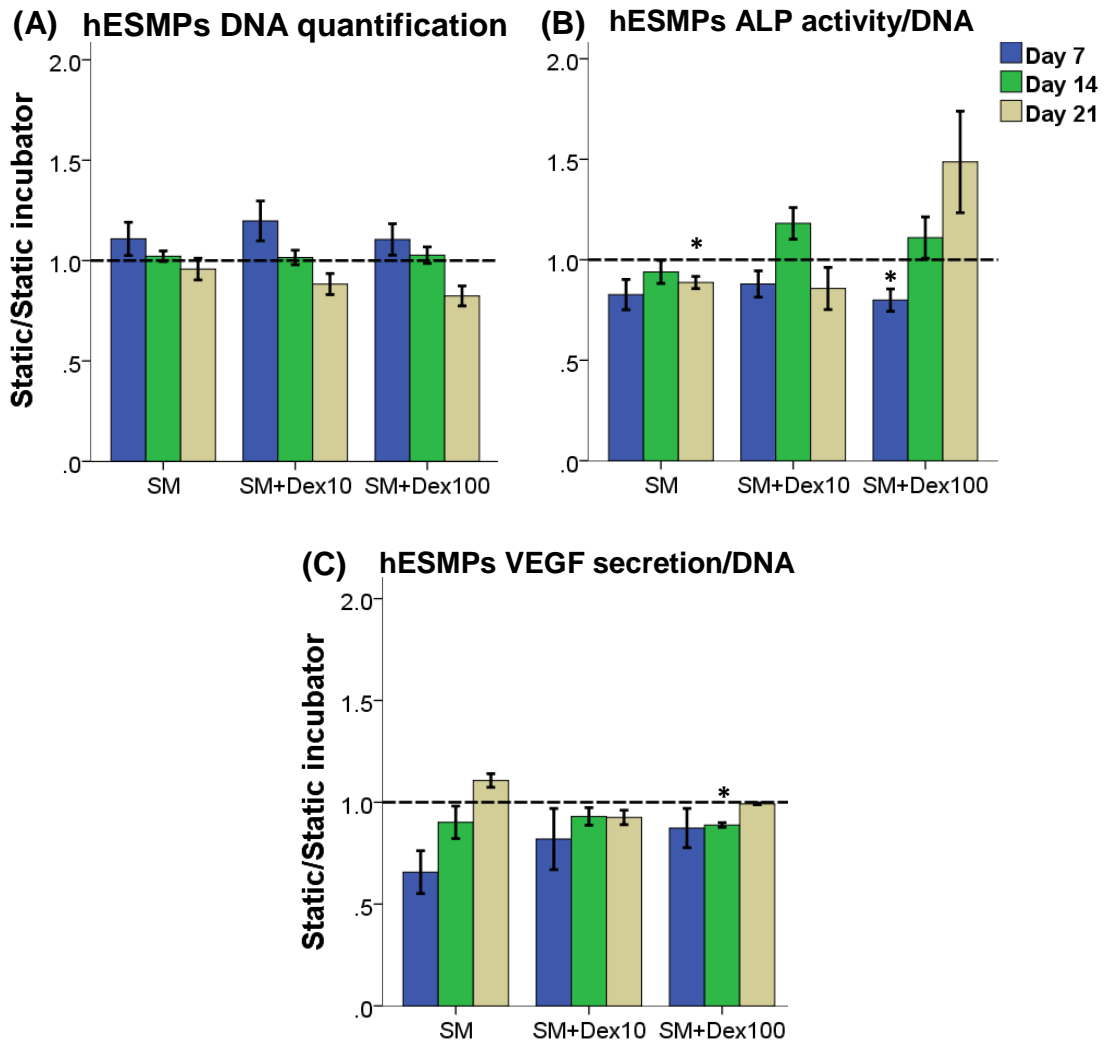 (A) hESMPs DNA quantification
Static/Static incubator
2.0
1.5
1.0
.5
.0
SM SM+Dex10 SM+Dex100
(B) hESMPs ALP activity/DNA
Day 7
Day 14
Day 21
2.0
1.5
1.0
.5
.0
*
*
SM SM+Dex10 SM+Dex100
(C) hESMPs VEGF secretion/DNA
Static/Static incubator
2.0
1.5
1.0
.5
.0
*
SM SM+Dex10 SM+Dex100